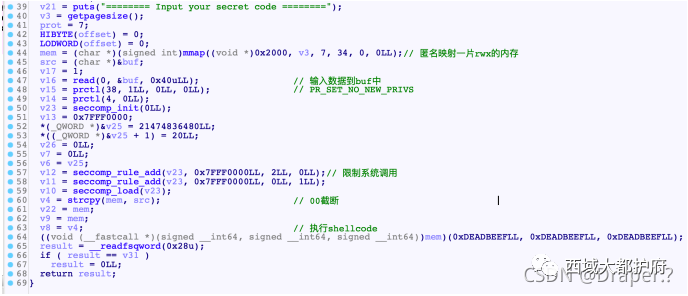 39 v21 = puts("======== Input your secret code ========");
40 v3 = getpagesize();
41 prot = 7;
42 HIBYTE(offset) = 0;
43 LODWORD(offset) = 0;
44 mem = (char *)(signed int)mmap((void *)0x2000, v3, 7, 34, 0, 0LL);// 匿名映射一片rwx的内存
45 src = (char *)&buf;
46 v17 = 1;
47 v16 = read(0, &buf, 0x40uLL); // 输入数据到buf中
48 v15 = prctl(38, 1LL, 0LL, 0LL); // PR_SET_NO_NEW_PRIVS
49 v14 = prctl(4, 0LL);
50 v23 = seccomp_init(0LL);
51 v13 = 0x7FFF0000;
52 *(_QWORD *)&v25 = 21474836480LL;
53 *((_QWORD *)&v25 + 1) = 20LL;
54 v26 = 0LL;
55 v7 = 0LL;
56 v6 = v25;
57 v12 = seccomp_rule_add(v23, 0x7FFF0000LL, 2LL, 0LL); // 限制系统调用
58 v11 = seccomp_rule_add(v23, 0x7FFF0000LL, 0LL, 1LL);
59 v10 = seccomp_load(v23);
60 v4 = strcpy(mem, src); // 00截断
61 v22 = mem;
62 v9 = mem;
63 v8 = v4; // 执行shellcode
64 ((void (__fastcall *)(signed __int64, signed __int64, signed __int64))mem)(0xDEADBEEFLL, 0xDEADBEEFLL, 0xDEADBEEFLL);
65 result = __readfsqword(0x28u);
66 if ( result == v31 )
67 result = 0LL;
68 return result;
69 }
西域大都护府
CSDN @Draper.?